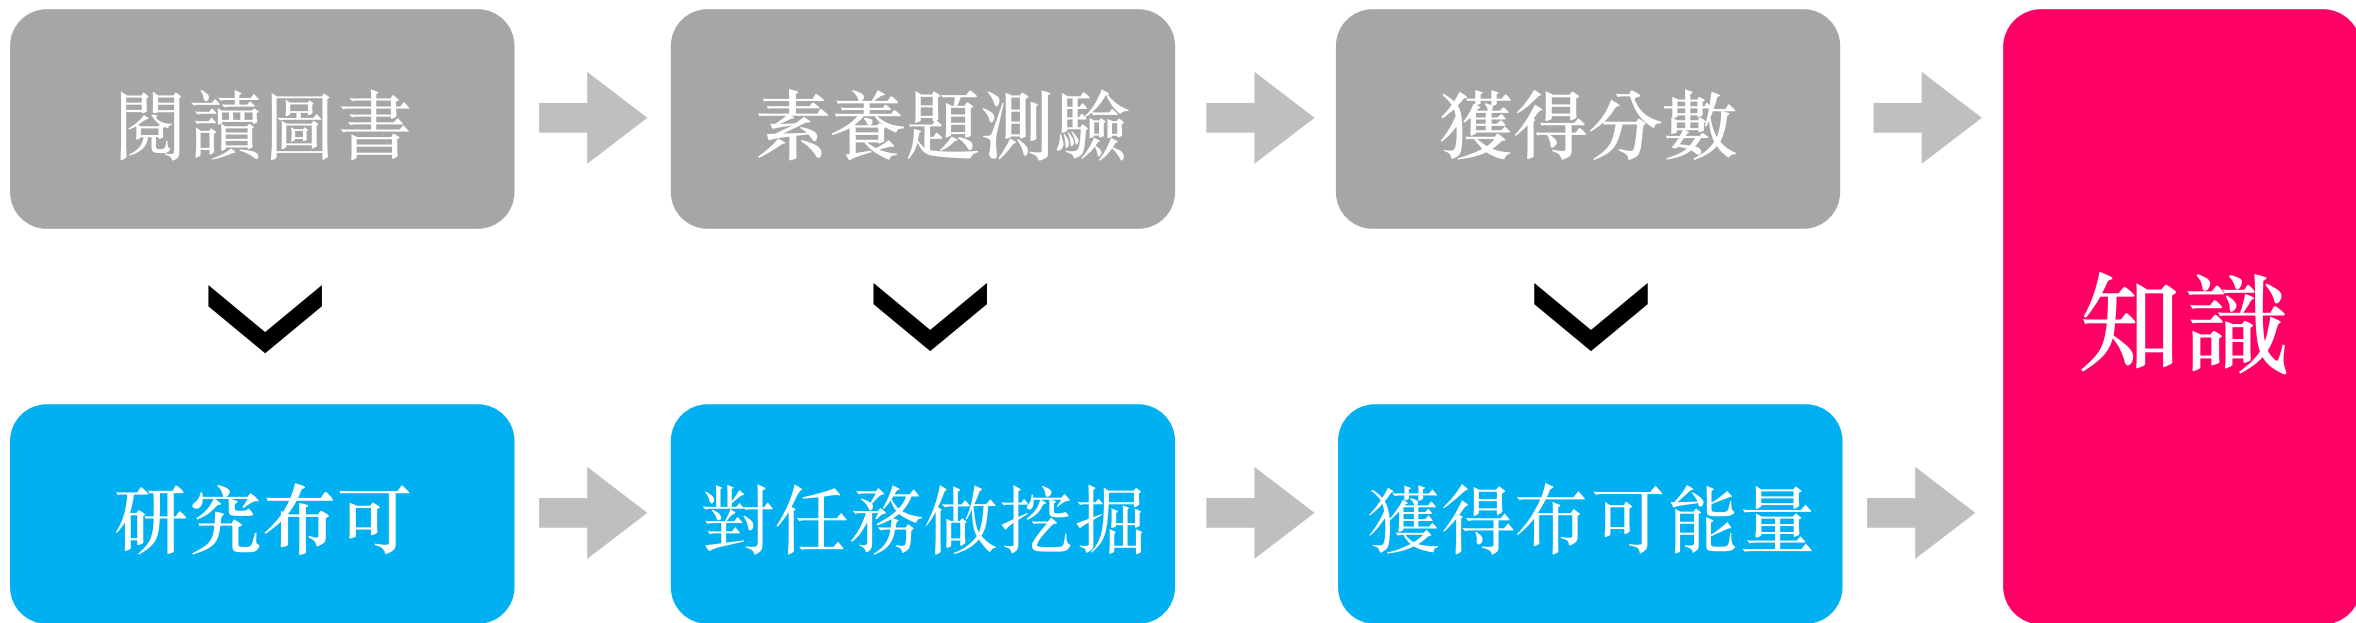 閱讀圖書
素養題測驗
獲得分數
知識
研究布可
對任務做挖掘
獲得布可能量